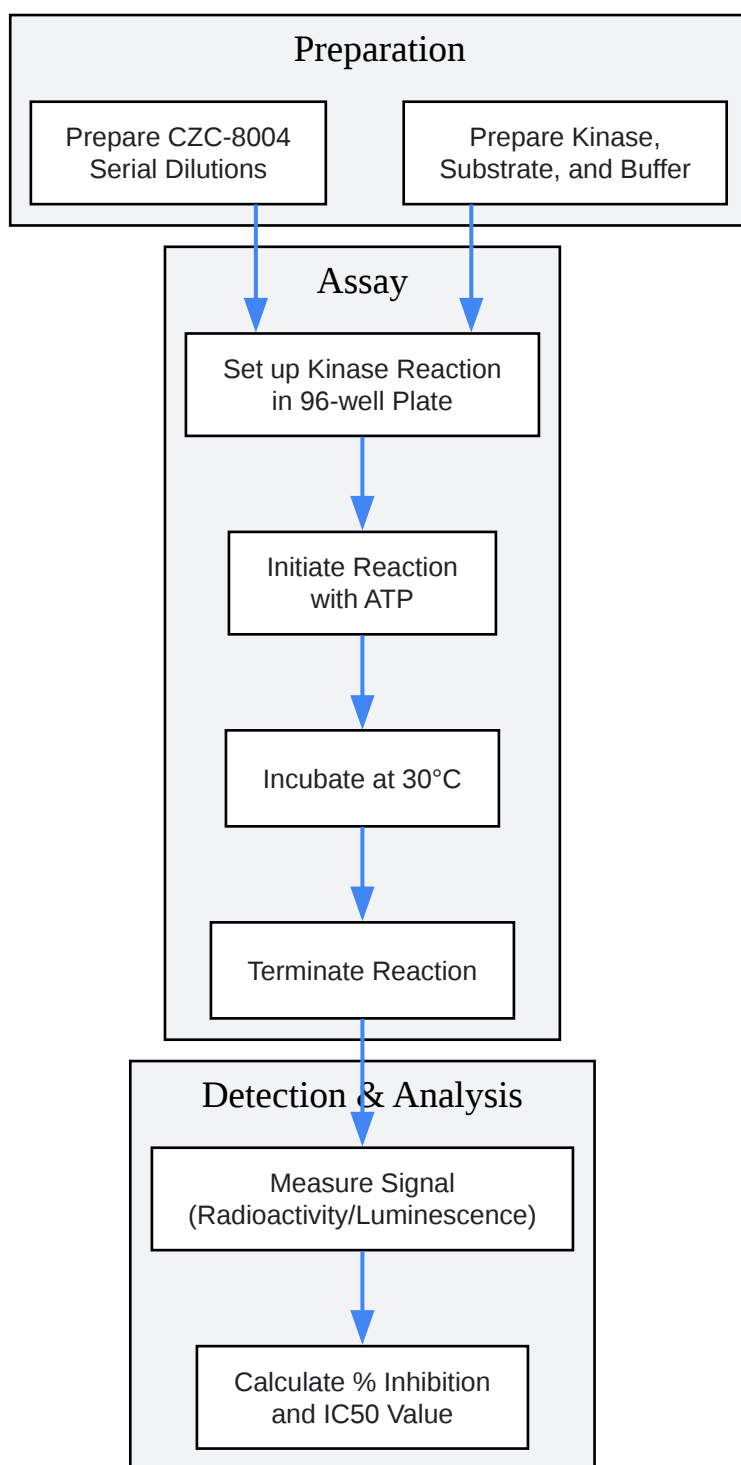 Preparation
Prepare CZC-8004
Serial Dilutions
Prepare Kinase,
Substrate, and Buffer
Assay
Set up Kinase Reaction
in 96-well Plate
Initiate Reaction
with ATP
Incubate at 30°C
Terminate Reaction
Detection & Analysis
Measure Signal
(Radioactivity/Luminescence)
Calculate % Inhibition
and IC50 Value